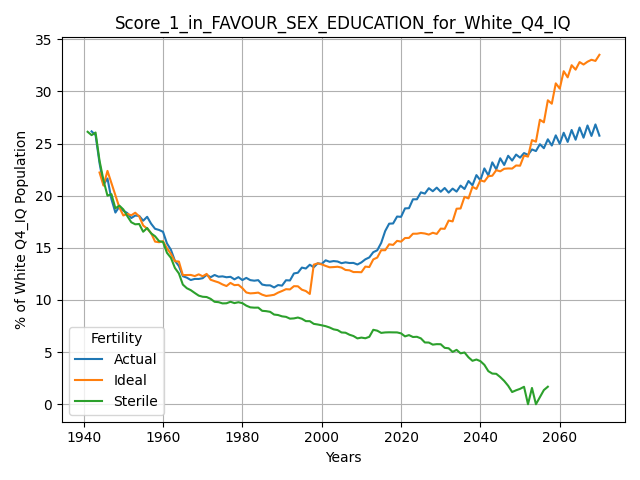 Score_1_in_FAVOUR_SEX_EDUCATION_for_White_Q4_IQ
% of White Q4_IQ Population
35
30
25
20
15
10
5
0
Fertility
Actual
Ideal
Sterile
1940 1960 1980 2000 2020 2040 2060
Years